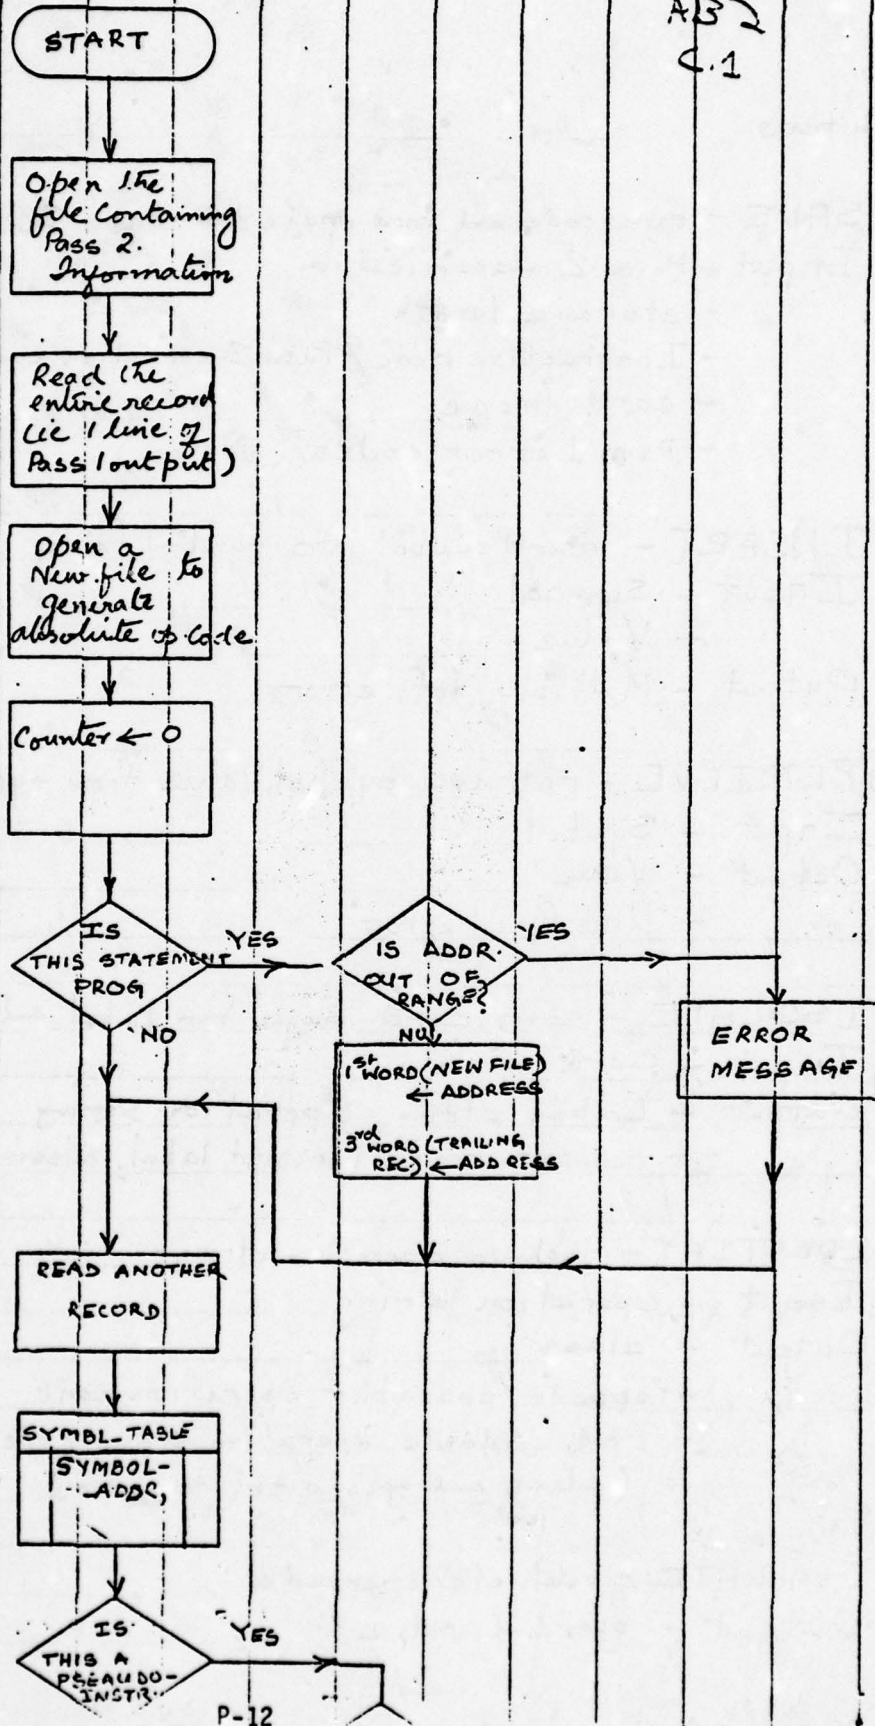 AB 2
C.1
START
Open the
file containing
Pass 2.
Information
Read the
entire record
(ie 1 line of
Pass 1 output)
Open a
New file to
generate
absolute op. code
Counter ← 0
IS
THIS STATEMENT
PROG
YES
NO
IS ADDR.
OUT OF
RANGE?
YES
NO
1st WORD (NEW FILE)
← ADDRESS
3rd WORD (TRAILING
REC) ← ADDRESS
ERROR
MESSAGE
READ ANOTHER
RECORD
SYMBL_TABLE
SYMBOL-
ADDC,
IS
THIS A
PSEAUDO-
INSTR.
YES
P-12